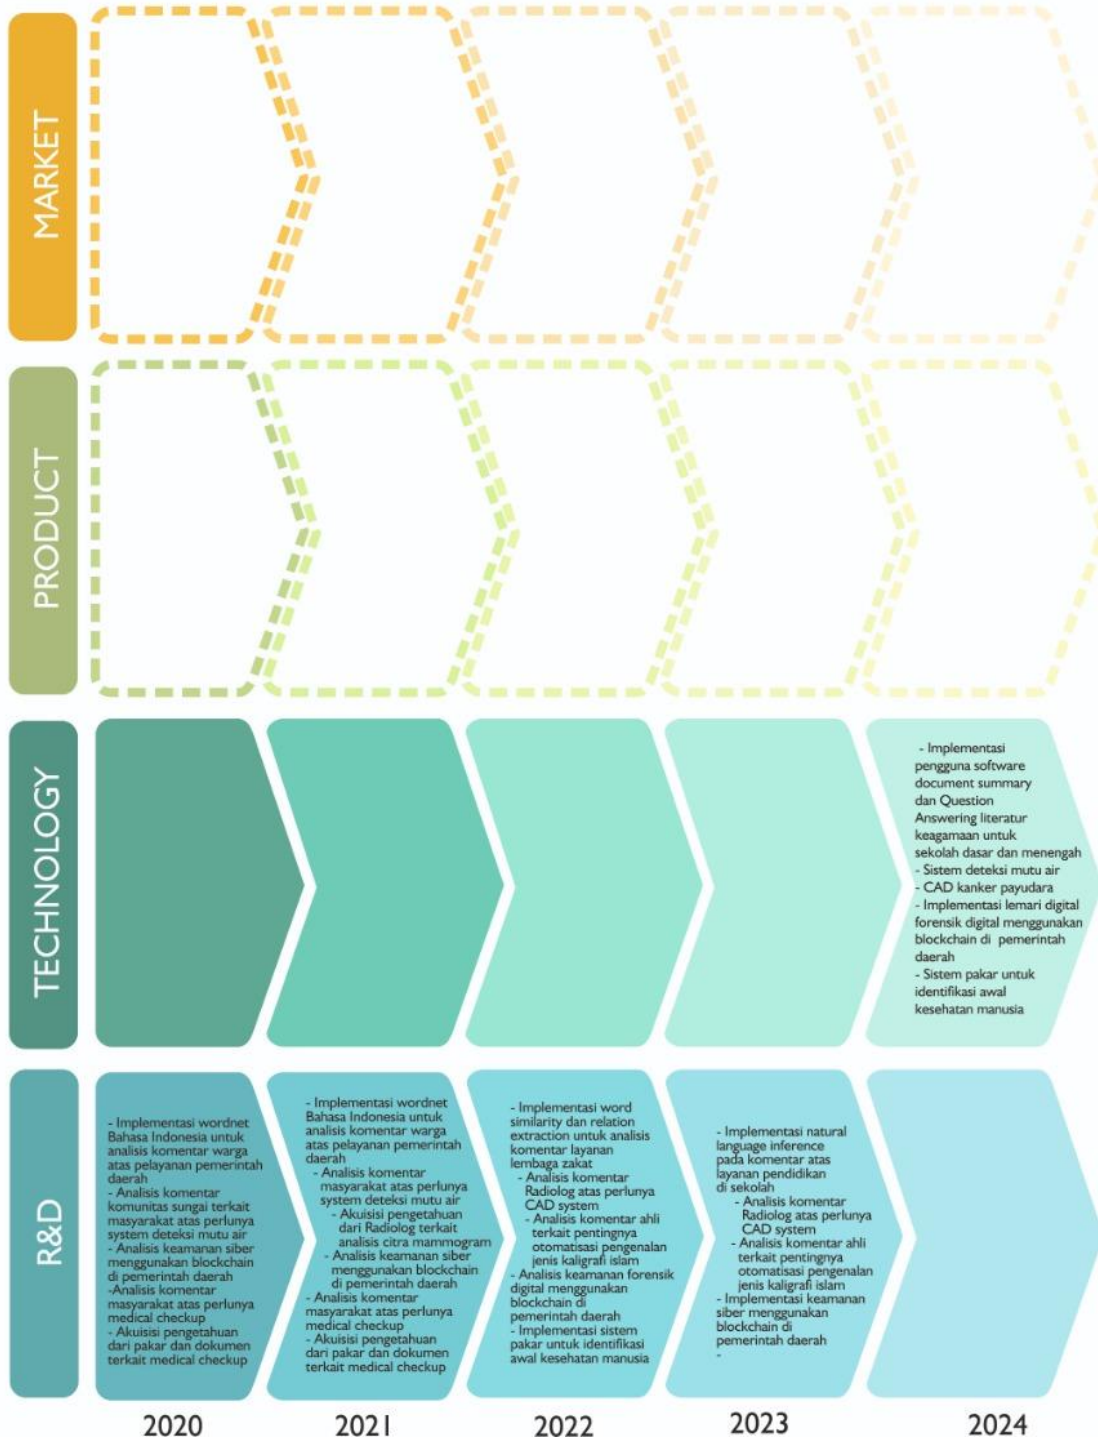 MARKET
PRODUCT
TECHNOLOGY
- Implementasi
pengguna software
document summary
dan Question
Answering literatur
keagamaan untuk
sekolah dasar dan menengah
- Sistem deteksi mutu air
- CAD kanker payudara
- Implementasi lemari digital
forensik digital menggunakan
blockchain di pemerintah
daerah
- Sistem pakar untuk
identifikasi awal
kesehatan manusia
R&D
- Implementasi wordnet
Bahasa Indonesia untuk
analisis komentar warga
atas pelayanan pemerintah
daerah
- Analisis komentar
komunitas sungai terkait
masyarakat atas perlunya
system deteksi mutu air
- Analisis keamanan siber
menggunakan blockchain
di pemerintah daerah
-Analisis komentar
masyarakat atas perlunya
medical checkup
- Akuisisi pengetahuan
dari pakar dan dokumen
terkait medical checkup
- Implementasi wordnet
Bahasa Indonesia untuk
analisis komentar warga
atas pelayanan pemerintah
daerah
- Analisis komentar
masyarakat atas perlunya
system deteksi mutu air
- Akuisisi pengetahuan
dari Radiolog terkait
analisis citra mammogram
- Analisis keamanan siber
menggunakan blockchain
di pemerintah daerah
- Analisis komentar
masyarakat atas perlunya
medical checkup
- Akuisisi pengetahuan
dari pakar dan dokumen
terkait medical checkup
- Implementasi word
similarity dan relation
extraction untuk analisis
komentar layanan
lembaga zakat
- Analisis komentar
Radiolog atas perlunya
CAD system
- Analisis komentar ahli
terkait pentingnya
otomatisasi pengenalan
jenis kaligrafi islam
- Analisis keamanan forensik
digital menggunakan
blockchain di
pemerintah daerah
- Implementasi sistem
pakar untuk identifikasi
awal kesehatan manusia
- Implementasi natural
language inference
pada komentar atas
layanan pendidikan
di sekolah
- Analisis komentar
Radiolog atas perlunya
CAD system
- Analisis komentar ahli
terkait pentingnya
otomatisasi pengenalan
jenis kaligrafi islam
- Implementasi keamanan
siber menggunakan
blockchain di
pemerintah daerah
-
2020
2021
2022
2023
2024